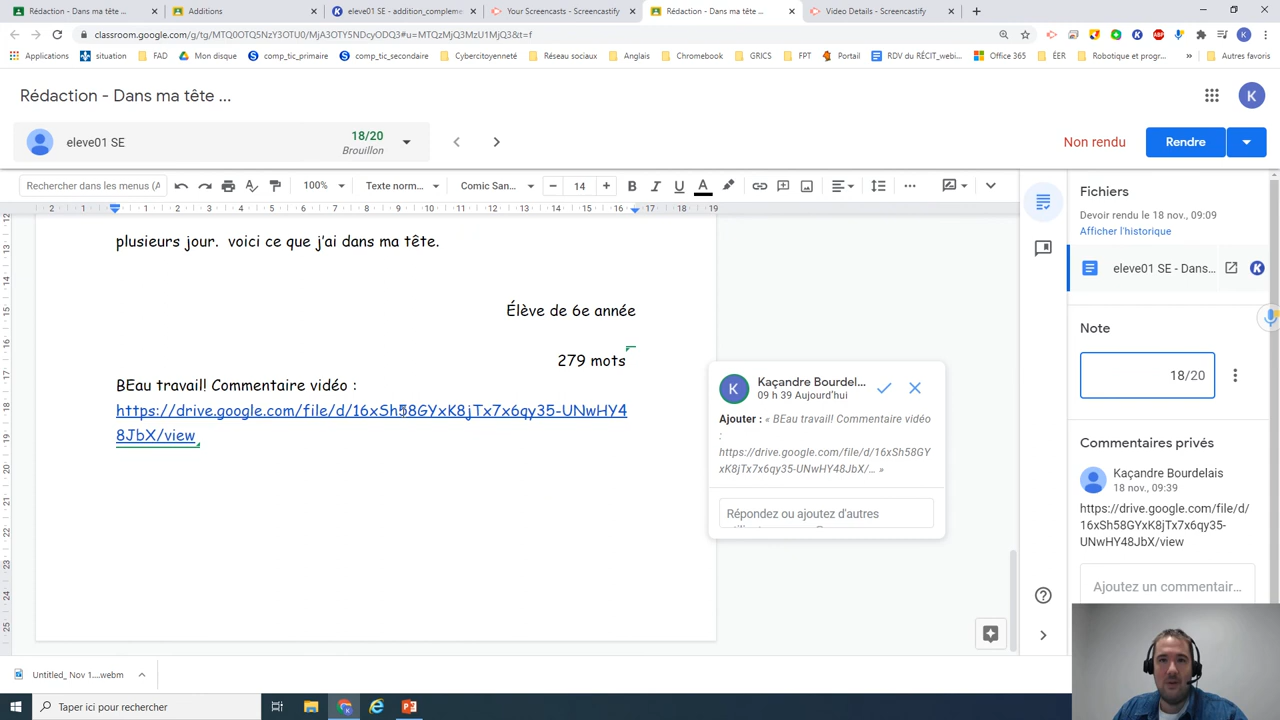 Rédaction - Dans ma tête ...
Additions
eleve01 SE - addition_compleme
Your Screencasts - Screencastify
Rédaction - Dans ma tête ...
Video Details - Screencastify
classroom.google.com/g/tg/MTQ0OTQ5NzY3OTU0/MjA3OTY5NDcyODQ3#u=MTQzMjQ3MzU1MjQ3&t=f
Applications
situation
FAD
Mon disque
comp_tic_primaire
comp_tic_secondaire
Cybercitoyenneté
Réseau sociaux
Anglais
Chromebook
GRICS
FPT
Portail
RDV du RÉCIT_webi...
Office 365
ÉER
Robotique et progr...
Autres favoris
Rédaction - Dans ma tête ...
K
eleve01 SE
18/20
Brouillon
Non rendu
Rendre
Rechercher dans les menus (A
100%
Texte norm...
Comic San...
14
Fichiers
Devoir rendu le 18 nov., 09:09
Afficher l'historique
eleve01 SE - Dans...
Note
18/20
Commentaires privés
Kaçandre Bourdelais
18 nov., 09:39
https://drive.google.com/file/d/
16xSh58GYxK8jTx7x6qy35-
UNwHY48JbX/view
Ajoutez un commentair...
plusieurs jour.  voici ce que j'ai dans ma tête.
Élève de 6e année
279 mots
BEau travail! Commentaire vidéo :
https://drive.google.com/file/d/16xSh58GYxK8jTx7x6qy35-UNwHY4
8JbX/view
K
Kaçandre Bourdel...
09 h 39 Aujourd'hui
Ajouter : « BEau travail! Commentaire vidéo
:
https://drive.google.com/file/d/16xSh58GY
xK8jTx7x6qy35-UNwHY48JbX/... »
Répondez ou ajoutez d'autres
Untitled_ Nov 1....webm
Taper ici pour rechercher